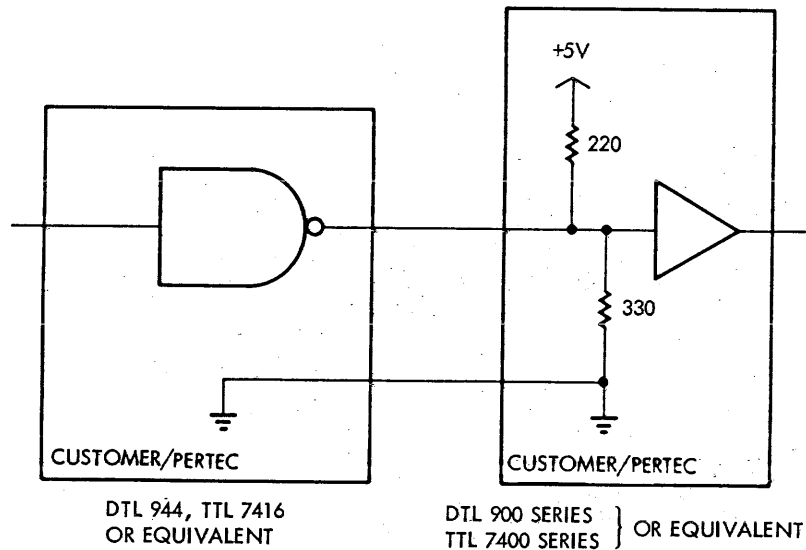 +5V
220
330
CUSTOMER/PERTEC
CUSTOMER/PERTEC
DTL 944, TTL 7416
OR EQUIVALENT
DTL 900 SERIES
TTL 7400 SERIES } OR EQUIVALENT